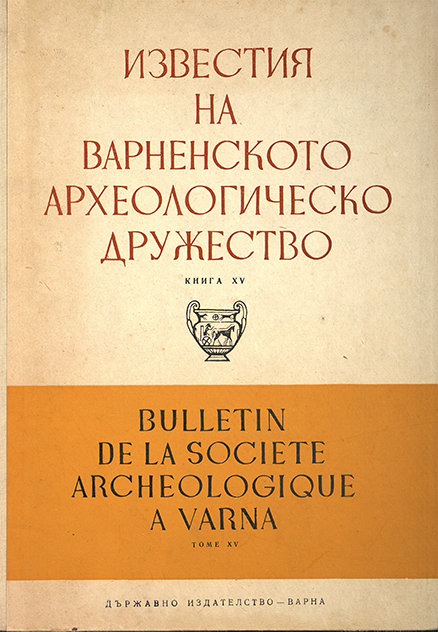 ИЗВЕСТИЯ
НА
ВАРНЕНСКОТО
АРХЕОЛОГИЧЕСКО
ДРУЖЕСТВО
КНИГА XV
BULLETIN
DE LA SOCIETE
ARCHEOLOGIQUE
A VARNA
TOME XV
ДЪРЖАВНО ИЗДАТЕЛСТВО — ВАРНА